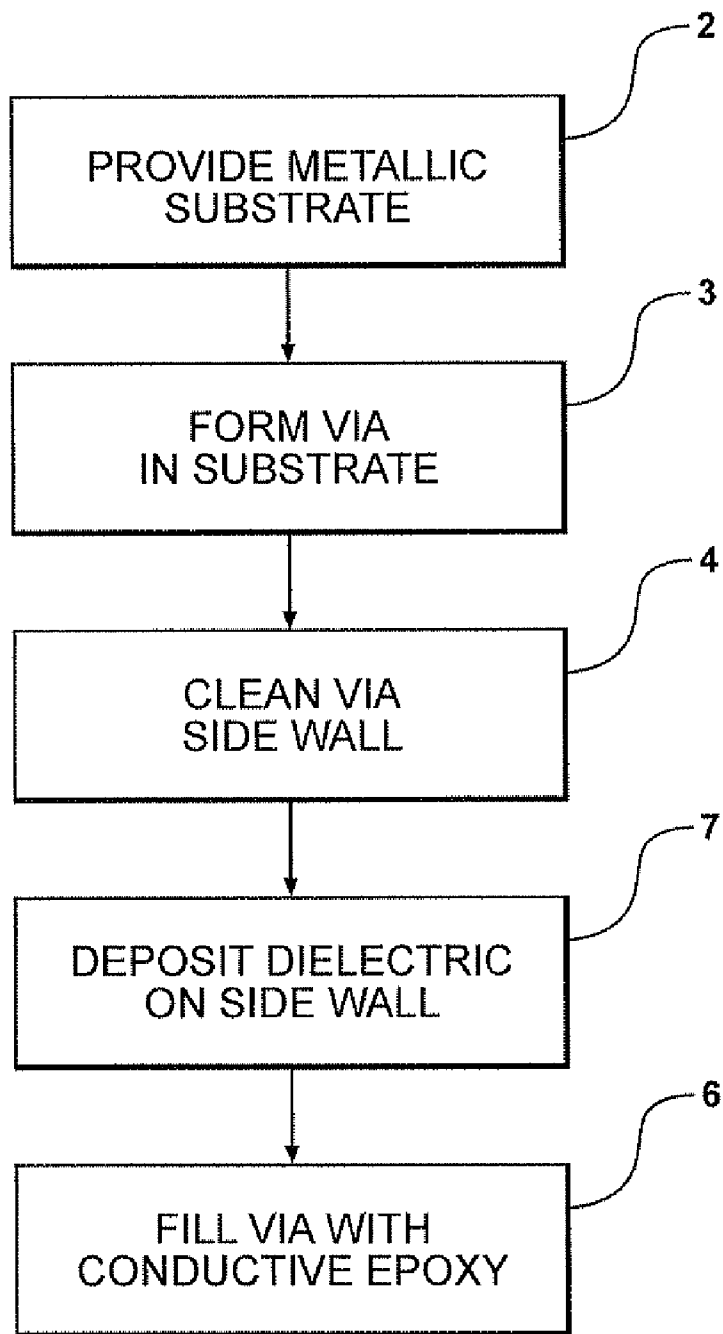 2
PROVIDE METALLIC
SUBSTRATE
3
FORM VIA
IN SUBSTRATE
4
CLEAN VIA
SIDE WALL
7
DEPOSIT DIELECTRIC
ON SIDE WALL
6
FILL VIA WITH
CONDUCTIVE EPOXY